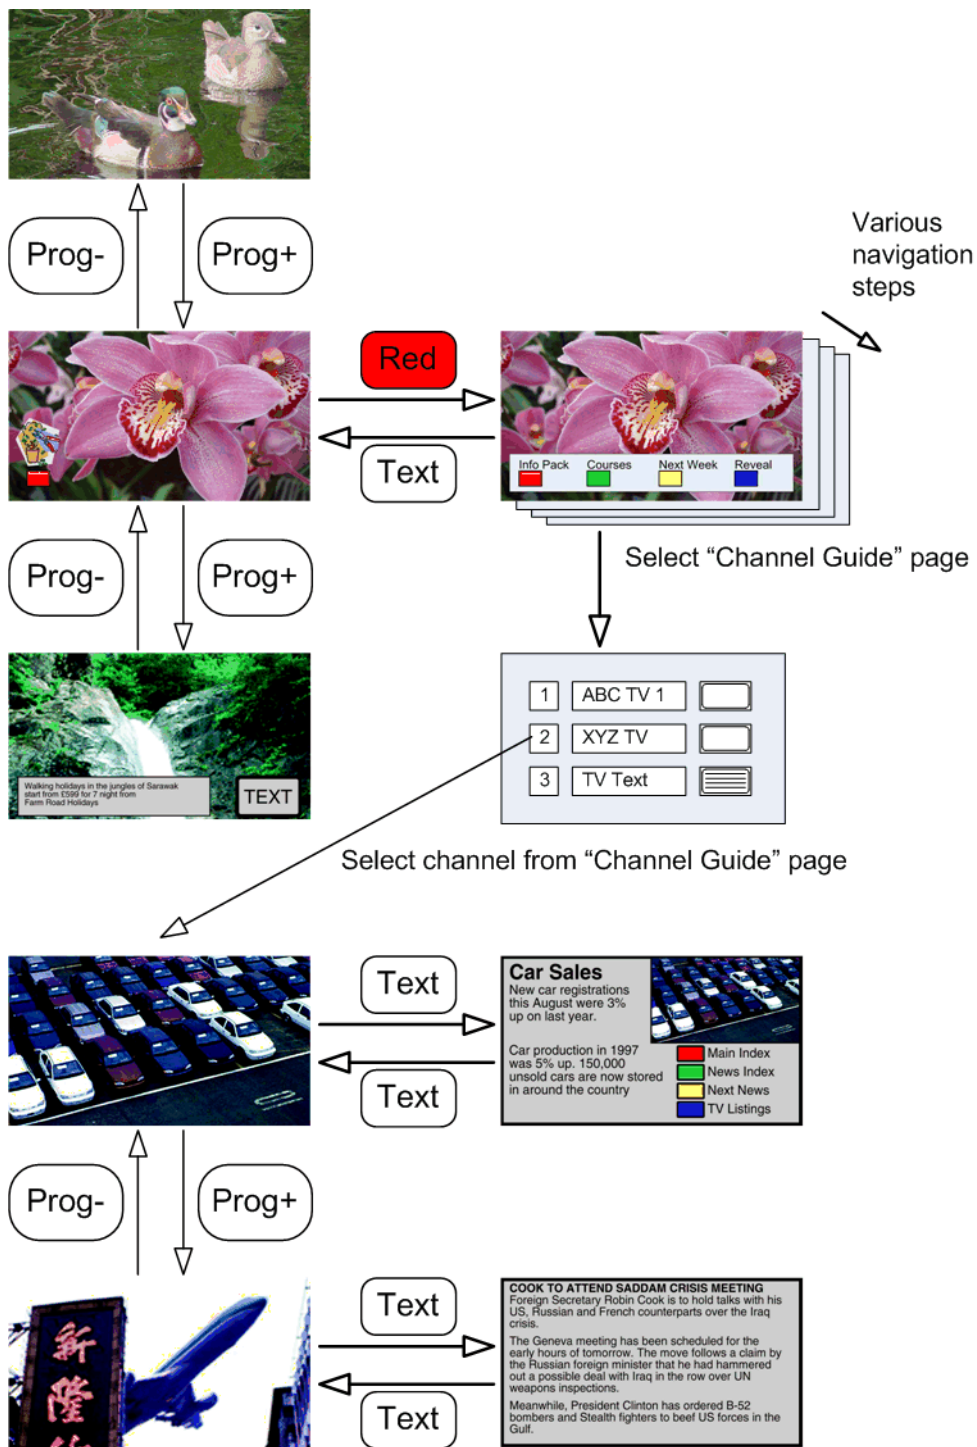 Prog-
Prog+
Various
navigation
steps
Red
Text
Info Pack
Courses
Next Week
Reveal
Prog-
Prog+
Select “Channel Guide” page
1
ABC TV 1
2
XYZ TV
3
TV Text
Walking holidays in the jungles of Sarawak
start from £599 for 7 night from
Farm Road Holidays
TEXT
Select channel from “Channel Guide” page
Text
Text
Car Sales
New car registrations
this August were 3%
up on last year.
Car production in 1997
was 5% up. 150,000
unsold cars are now stored
in around the country
Main Index
News Index
Next News
TV Listings
Prog-
Prog+
新
隆
Text
Text
COOK TO ATTEND SADDAM CRISIS MEETING
Foreign Secretary Robin Cook is to hold talks with his
US, Russian and French counterparts over the Iraq
crisis.
The Geneva meeting has been scheduled for the
early hours of tomorrow. The move follows a claim by
the Russian foreign minister that he had hammered
out a possible deal with Iraq in the row over UN
weapons inspections.
Meanwhile, President Clinton has ordered B-52
bombers and Stealth fighters to beef US forces in the
Gulf.